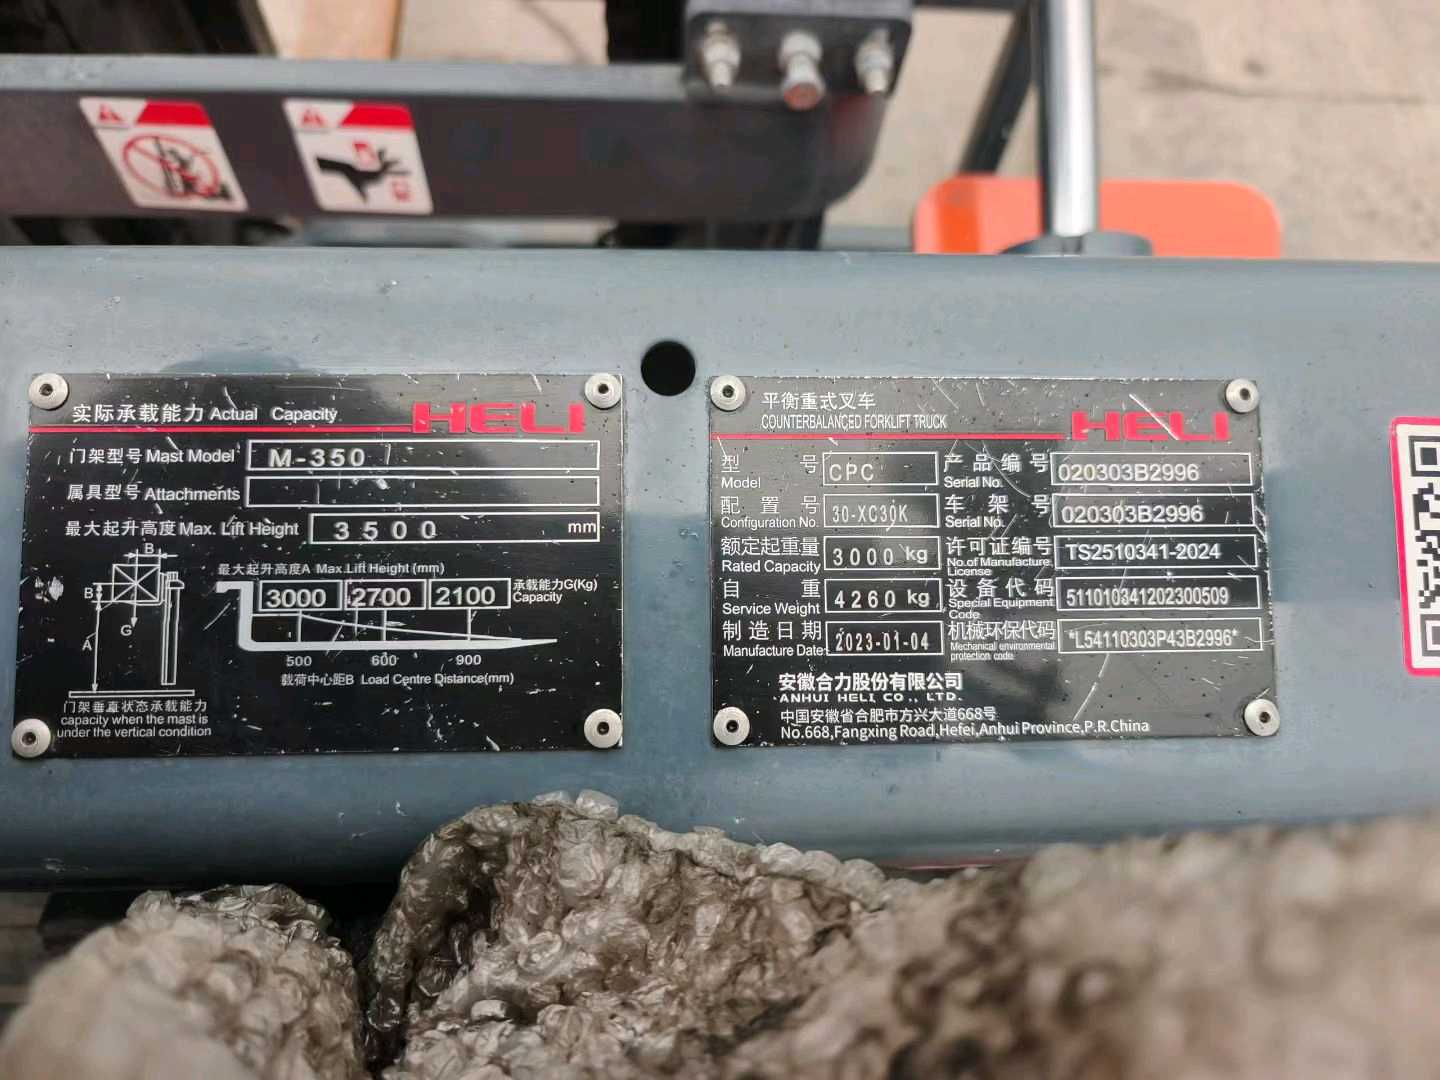 实际承载能力 Actual Capacity HELI
门架型号 Mast Model M-350
属具型号 Attachments
最大起升高度 Max. Lift Height 3500 mm
最大起升高度A Max.Lift Height (mm)
3000 2700 2100 承载能力G(Kg) Capacity
B
B
G
A
500 600 900
载荷中心距B Load Centre Distance(mm)
门架垂直状态承载能力
capacity when the mast is
under the vertical condition
平衡重式叉车
COUNTERBALANCED FORKLIFT TRUCK HELI
型号 Model CPC 产品编号 Serial No. 020303B2996
配置号 Configuration No. 30-XC30K 车架号 Serial No. 020303B2996
额定起重量 Rated Capacity 3000 kg 许可证编号 No.of Manufacture License TS2510341-2024
自重 Service Weight 4260 kg 设备代码 Special Equipment Code 511010341202300509
制造日期 Manufacture Date 2023-01-04 机械环保代码 Mechanical environmental protection code *L54110303P43B2996*
安徽合力股份有限公司
ANHUI HELI CO., LTD.
中国安徽省合肥市方兴大道668号
No.668,Fangxing Road,Hefei,Anhui Province,P.R.China